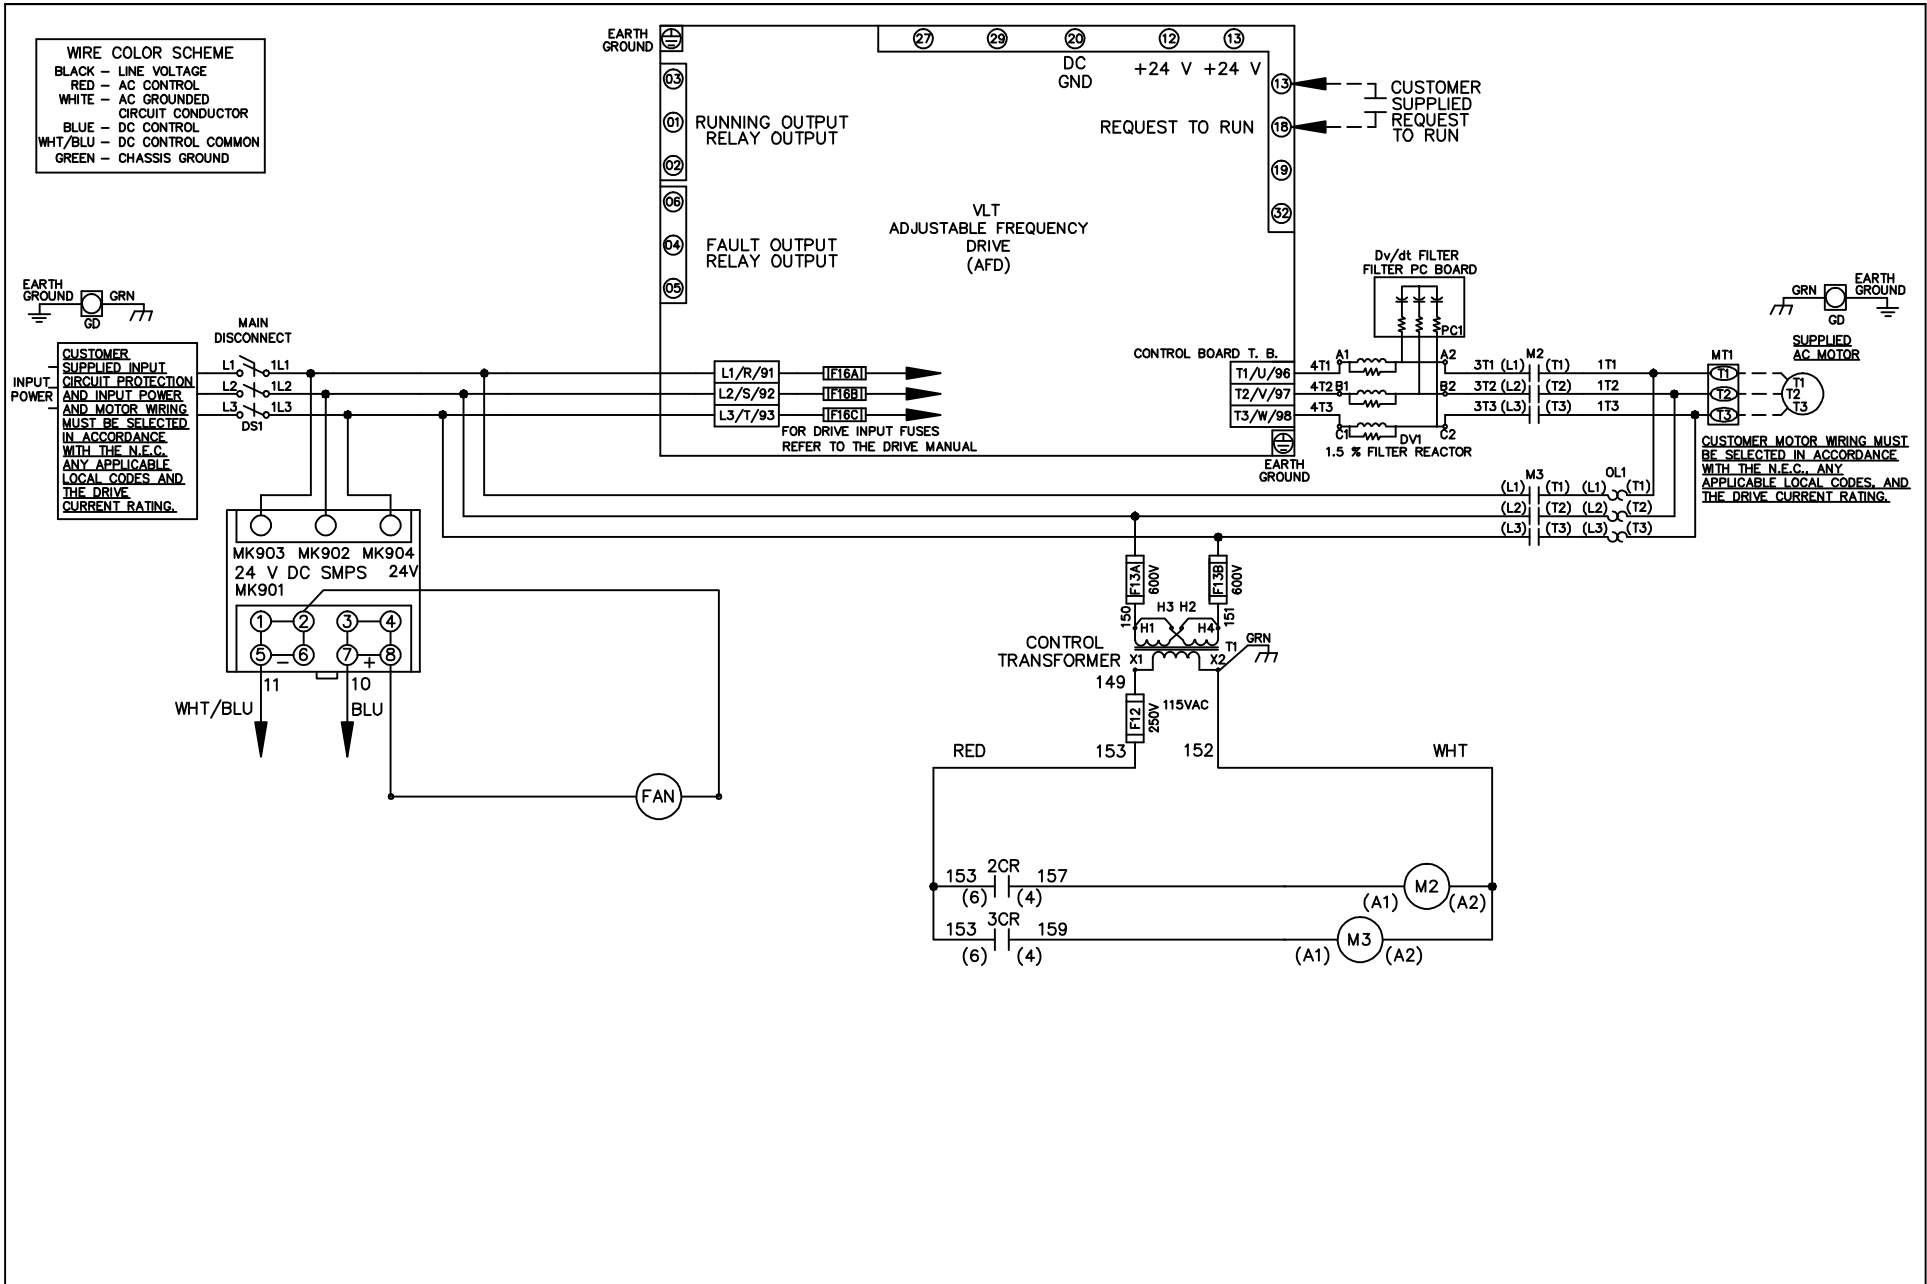 WIRE COLOR SCHEME
BLACK – LINE VOLTAGE
RED – AC CONTROL
WHITE – AC GROUNDED
CIRCUIT CONDUCTOR
BLUE – DC CONTROL
WHT/BLU – DC CONTROL COMMON
GREEN – CHASSIS GROUND
EARTH
GROUND
03
01
02
RUNNING OUTPUT
RELAY OUTPUT
06
04
05
FAULT OUTPUT
RELAY OUTPUT
27
29
20
12
13
DC
GND
+24 V
+24 V
13
18
19
32
REQUEST TO RUN
CUSTOMER
SUPPLIED
REQUEST
TO RUN
VLT
ADJUSTABLE FREQUENCY
DRIVE
(AFD)
EARTH
GROUND
GRN
GD
INPUT
POWER
CUSTOMER
SUPPLIED INPUT
CIRCUIT PROTECTION
AND INPUT POWER
AND MOTOR WIRING
MUST BE SELECTED
IN ACCORDANCE
WITH THE N.E.C.
ANY APPLICABLE
LOCAL CODES AND
THE DRIVE
CURRENT RATING.
MAIN
DISCONNECT
L1
1L1
L2
1L2
L3
1L3
DS1
L1/R/91
L2/S/92
L3/T/93
F16A
F16B
F16C
FOR DRIVE INPUT FUSES
REFER TO THE DRIVE MANUAL
CONTROL BOARD T. B.
T1/U/96
T2/V/97
T3/W/98
EARTH
GROUND
Dv/dt FILTER
FILTER PC BOARD
PC1
4T1
A1
A2
4T2
B1
B2
4T3
C1
C2
DV1
1.5 % FILTER REACTOR
M2
3T1 (L1) (T1) 1T1
3T2 (L2) (T2) 1T2
3T3 (L3) (T3) 1T3
MT1
T1
T2
T3
T1
T2
T3
GRN
EARTH
GROUND
GD
SUPPLIED
AC MOTOR
CUSTOMER MOTOR WIRING MUST
BE SELECTED IN ACCORDANCE
WITH THE N.E.C., ANY
APPLICABLE LOCAL CODES, AND
THE DRIVE CURRENT RATING.
M3
OL1
(L1) (T1) (L1) (T1)
(L2) (T2) (L2) (T2)
(L3) (T3) (L3) (T3)
MK903 MK902 MK904
24 V DC SMPS
24V
MK901
1
2
3
4
5
–
6
7
+
8
11
10
WHT/BLU
BLU
FAN
F13A
600V
F13B
600V
150
151
H3 H2
H1
H4
CONTROL
TRANSFORMER
T1
GRN
X1
X2
149
F12
250V
115VAC
153
152
RED
WHT
2CR
153
157
(6)
(4)
M2
(A1)
(A2)
3CR
153
159
(6)
(4)
M3
(A1)
(A2)